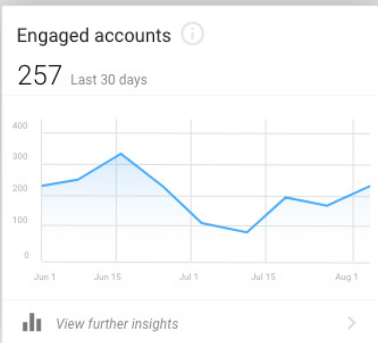 Engaged accounts
257 Last 30 days
400
300
200
100
0
Jun 1 Jun 15 Jul 1 Jul 15 Aug 1
View further insights